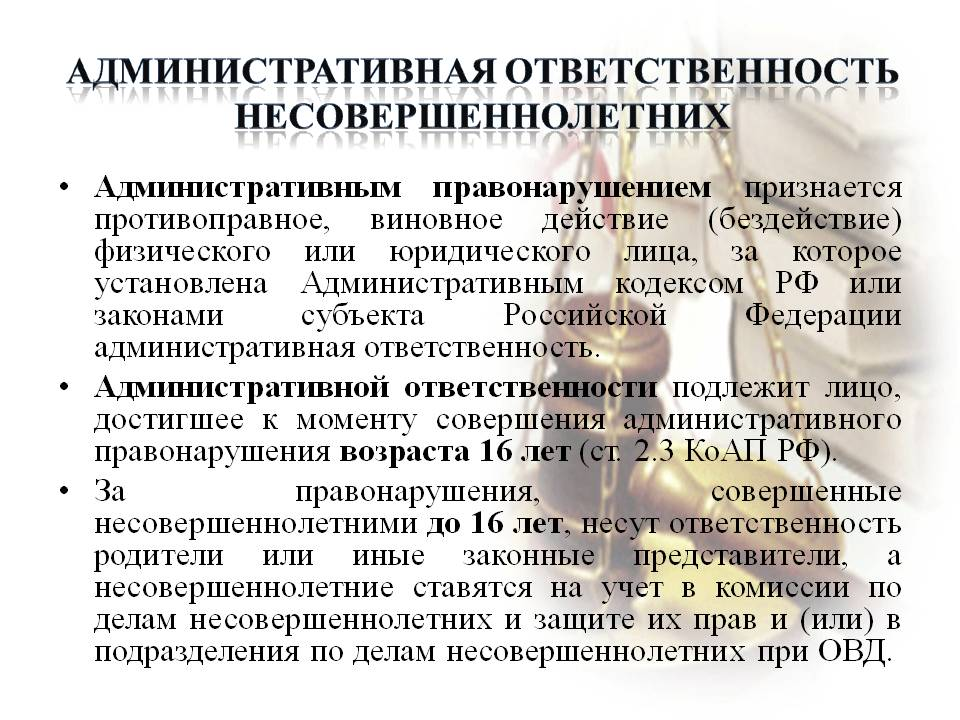 АДМИНИСТРАТИВНАЯ ОТВЕТСТВЕННОСТЬ
НЕСОВЕРШЕННОЛЕТНИХ
• Административным правонарушением признается
противоправное, виновное действие (бездействие)
физического или юридического лица, за которое
установлена Административным кодексом РФ или
законами субъекта Российской Федерации
административная ответственность.
• Административной ответственности подлежит лицо,
достигшее к моменту совершения административного
правонарушения возраста 16 лет (ст. 2.3 КоАП РФ).
• За правонарушения, совершенные
несовершеннолетними до 16 лет, несут ответственность
родители или иные законные представители, а
несовершеннолетние ставятся на учет в комиссии по
делам несовершеннолетних и защите их прав и (или) в
подразделения по делам несовершеннолетних при ОВД.